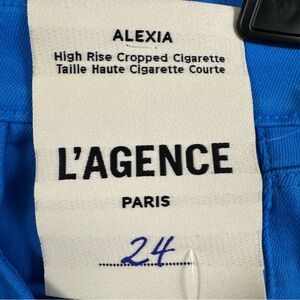 ALEXIA
High Rise Cropped Cigarette
Taille Haute Cigarette Courte
L'AGENCE
PARIS
24